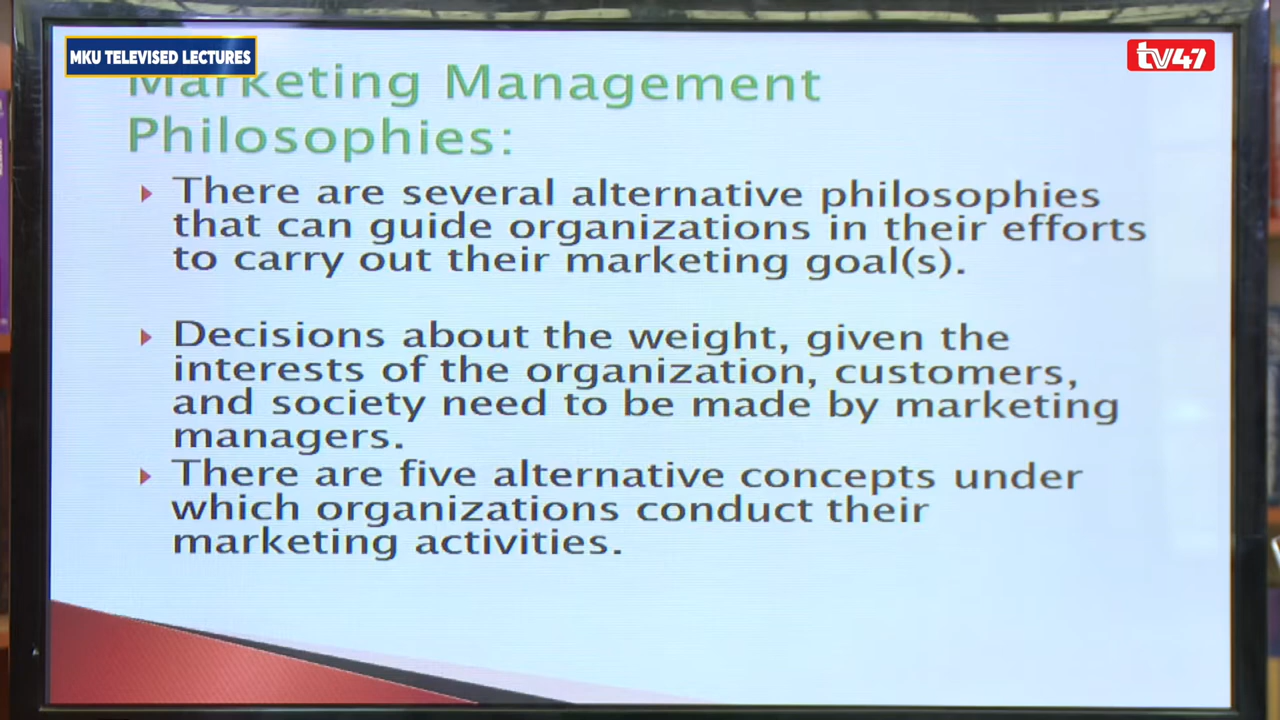 MKU TELEVISED LECTURES
tv47
Marketing Management
Philosophies:
There are several alternative philosophies
that can guide organizations in their efforts
to carry out their marketing goal(s).
Decisions about the weight, given the
interests of the organization, customers,
and society need to be made by marketing
managers.
There are five alternative concepts under
which organizations conduct their
marketing activities.